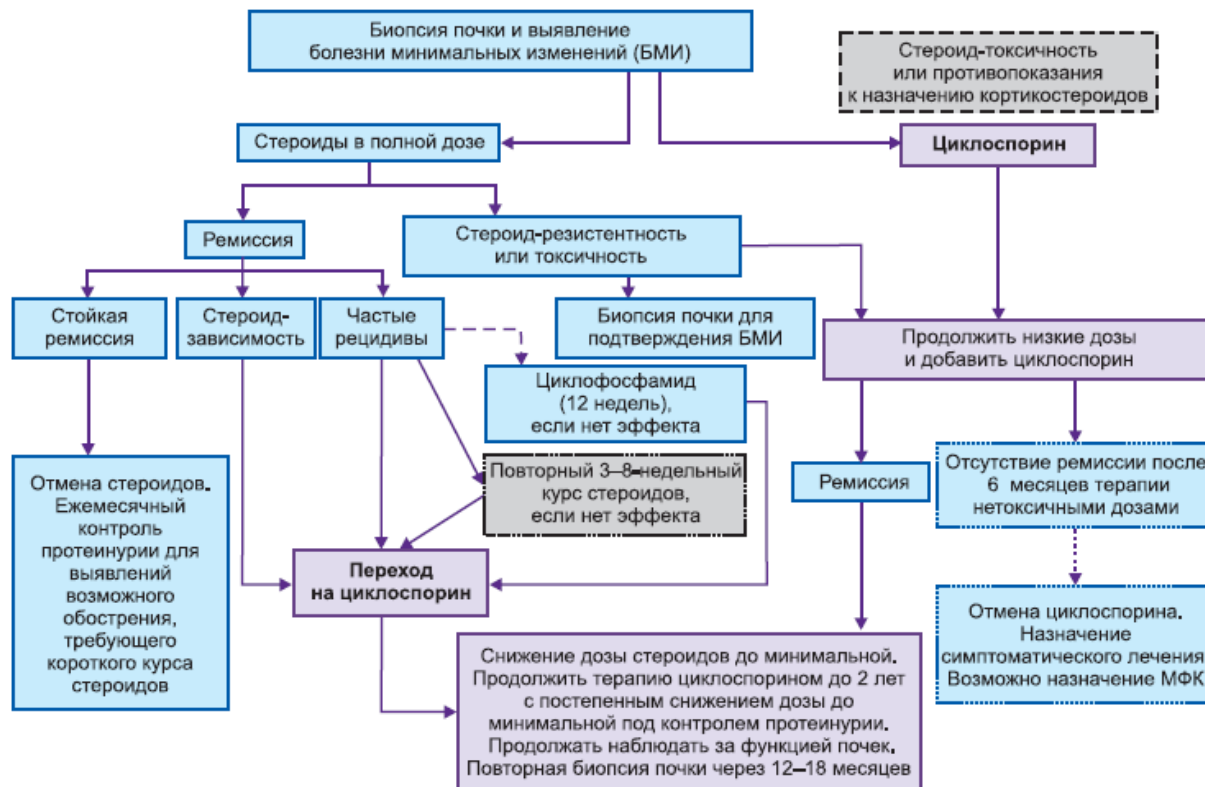 Биопсия почки и выявление
болезни минимальных изменений (БМИ)
Стероид-токсичность
или противопоказания
к назначению кортикостероидов
Стероиды в полной дозе
Циклоспорин
Ремиссия
Стероид-резистентность
или токсичность
Стойкая
ремиссия
Стероид-
зависимость
Частые
рецидивы
Биопсия почки для
подтверждения БМИ
Продолжить низкие дозы
и добавить циклоспорин
Циклофосфамид
(12 недель),
если нет эффекта
Отмена стероидов.
Ежемесячный
контроль
протеинурии для
выявлений
возможного
обострения,
требующего
короткого курса
стероидов
Повторный 3–8-недельный
курс стероидов,
если нет эффекта
Ремиссия
Отсутствие ремиссии после
6 месяцев терапии
нетоксичными дозами
Переход
на циклоспорин
Отмена циклоспорина.
Назначение
симптоматического лечения
Возможно назначение МФК
Снижение дозы стероидов до минимальной.
Продолжить терапию циклоспорином до 2 лет
с постепенным снижением дозы до
минимальной под контролем протеинурии.
Продолжать наблюдать за функцией почек.
Повторная биопсия почки через 12–18 месяцев